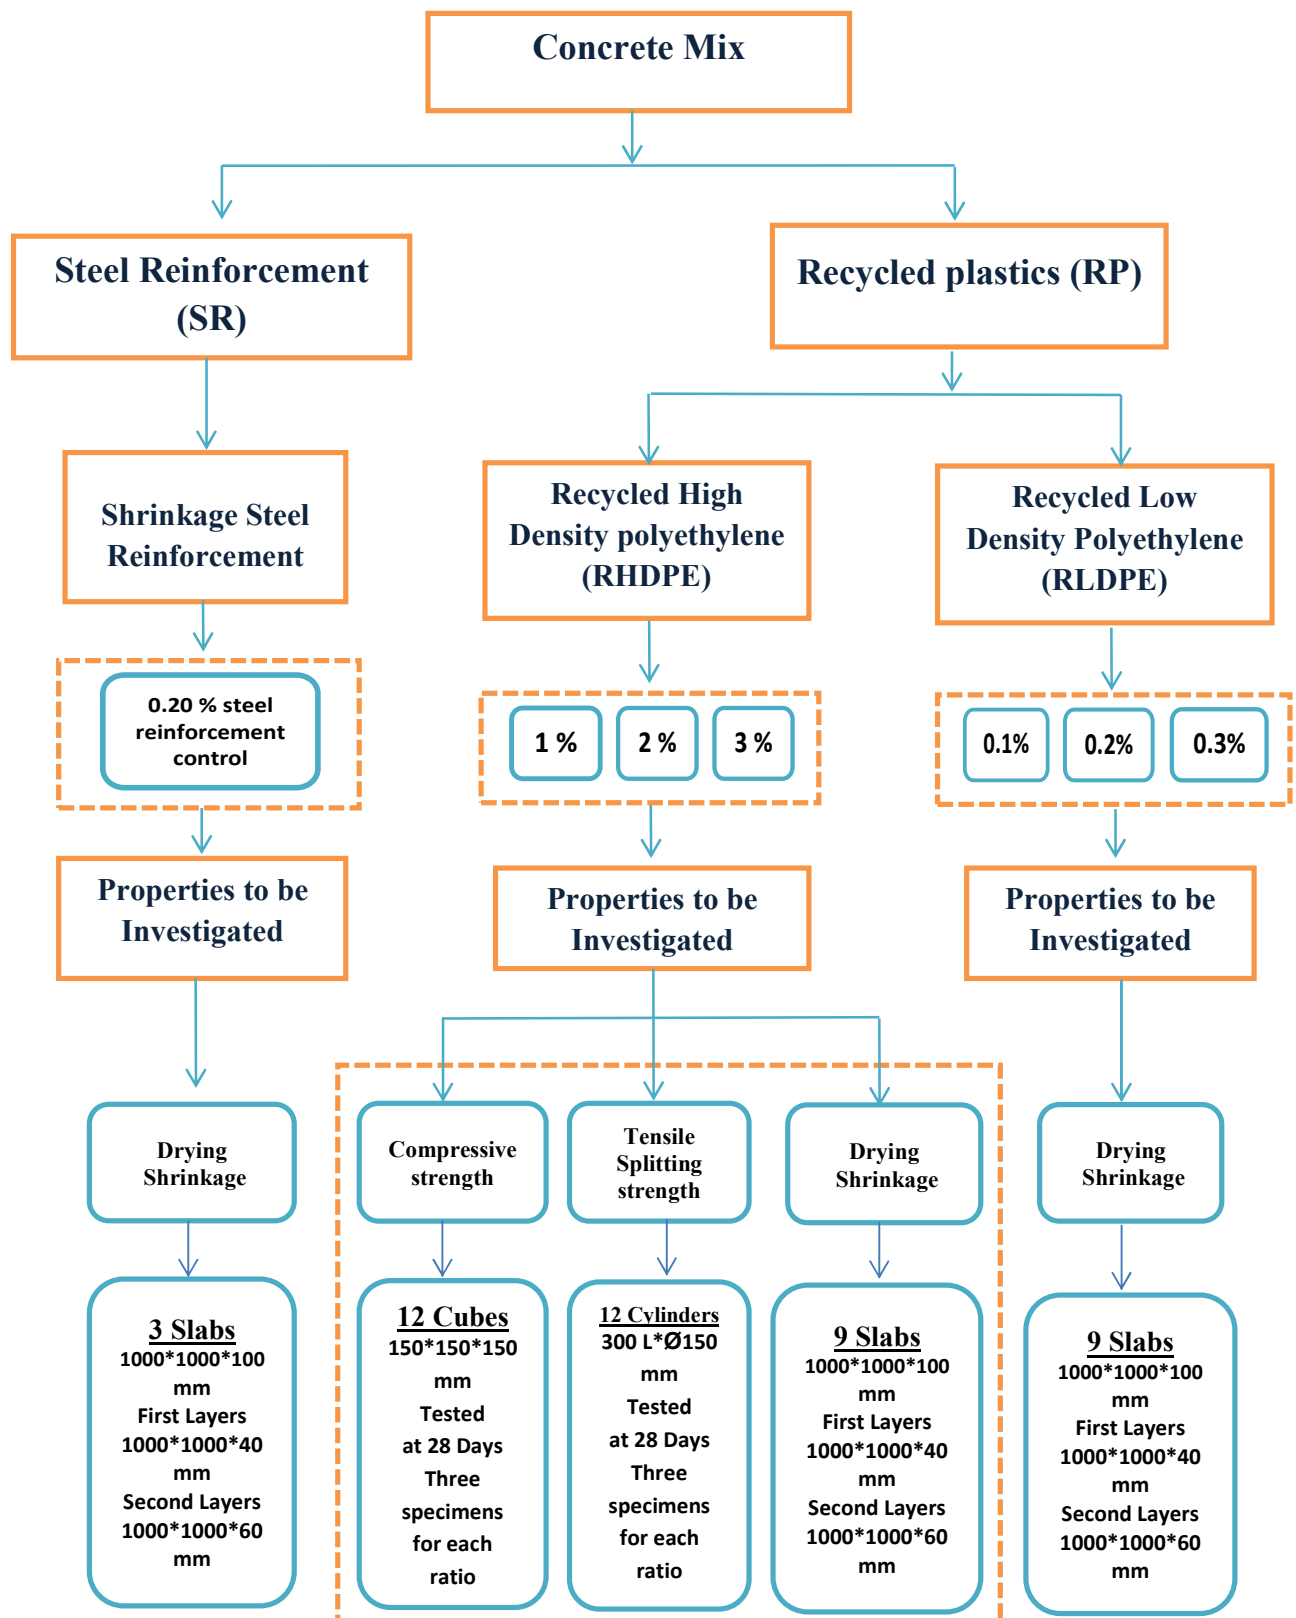 Concrete Mix
Steel Reinforcement
(SR)
Recycled plastics (RP)
Shrinkage Steel
Reinforcement
Recycled High
Density polyethylene
(RHDPE)
Recycled Low
Density Polyethylene
(RLDPE)
0.20 % steel
reinforcement
control
1 %
2 %
3 %
0.1%
0.2%
0.3%
Properties to be
Investigated
Properties to be
Investigated
Properties to be
Investigated
Drying
Shrinkage
Compressive
strength
Tensile
Splitting
strength
Drying
Shrinkage
Drying
Shrinkage
3 Slabs
1000*1000*100
mm
First Layers
1000*1000*40
mm
Second Layers
1000*1000*60
mm
12 Cubes
150*150*150
mm
Tested
at 28 Days
Three
specimens
for each
ratio
12 Cylinders
300 L*Ø150
mm
Tested
at 28 Days
Three
specimens
for each
ratio
9 Slabs
1000*1000*100
mm
First Layers
1000*1000*40
mm
Second Layers
1000*1000*60
mm
9 Slabs
1000*1000*100
mm
First Layers
1000*1000*40
mm
Second Layers
1000*1000*60
mm